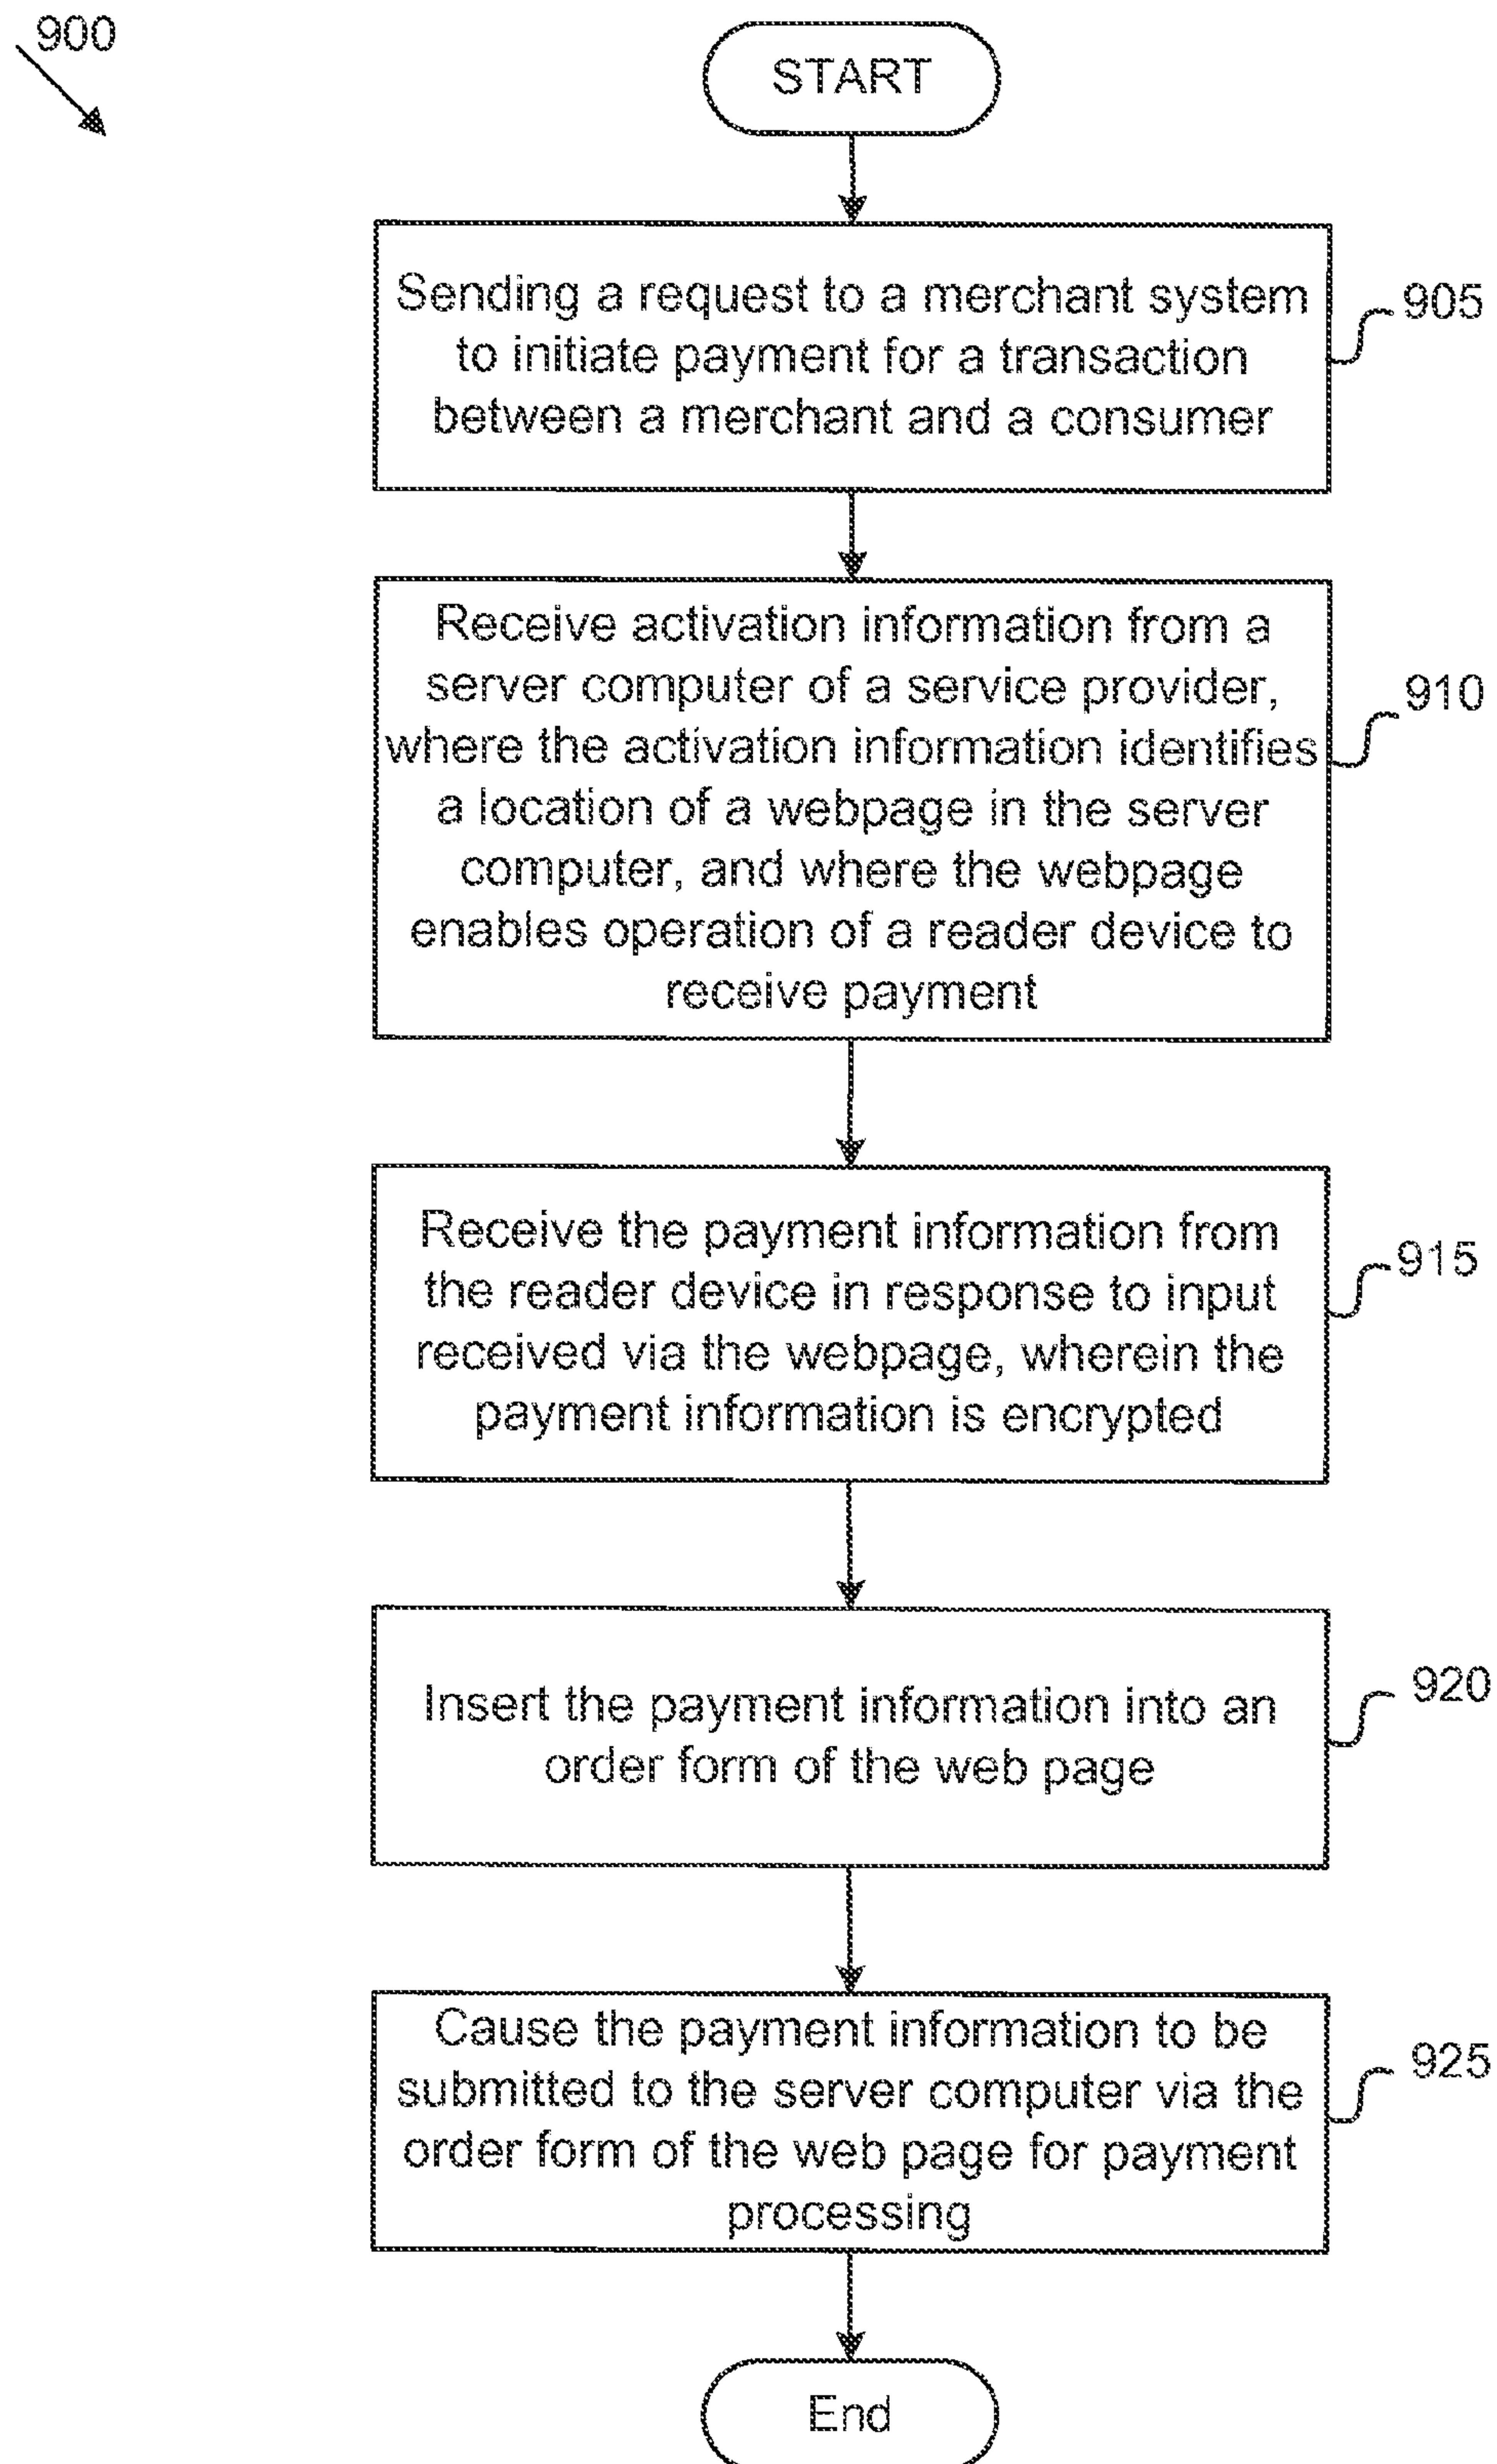 900
START
Sending a request to a merchant system
to initiate payment for a transaction
between a merchant and a consumer
905
Receive activation information from a
server computer of a service provider,
where the activation information identifies
a location of a webpage in the server
computer, and where the webpage
enables operation of a reader device to
receive payment
910
Receive the payment information from
the reader device in response to input
received via the webpage, wherein the
payment information is encrypted
915
Insert the payment information into an
order form of the web page
920
Cause the payment information to be
submitted to the server computer via the
order form of the web page for payment
processing
925
End